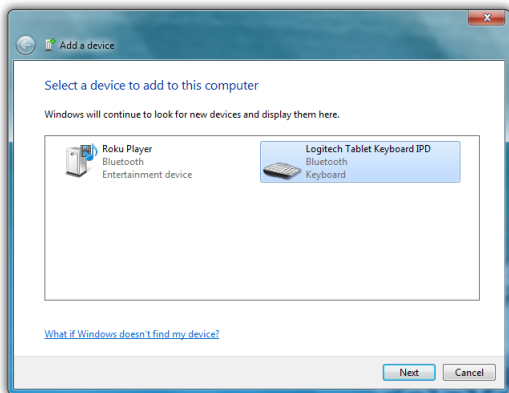 Add a device
Select a device to add to this computer
Windows will continue to look for new devices and display them here.
Roku Player
Bluetooth
Entertainment device
Logitech Tablet Keyboard IPD
Bluetooth
Keyboard
What if Windows doesn't find my device?
Next
Cancel